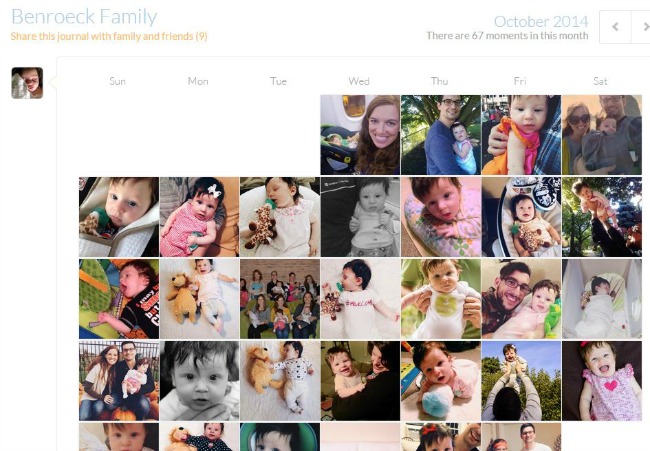 Benroeck Family
Share this journal with family and friends (9)
October 2014
There are 67 moments in this month
Sun Mon Tue Wed Thu Fri Sat